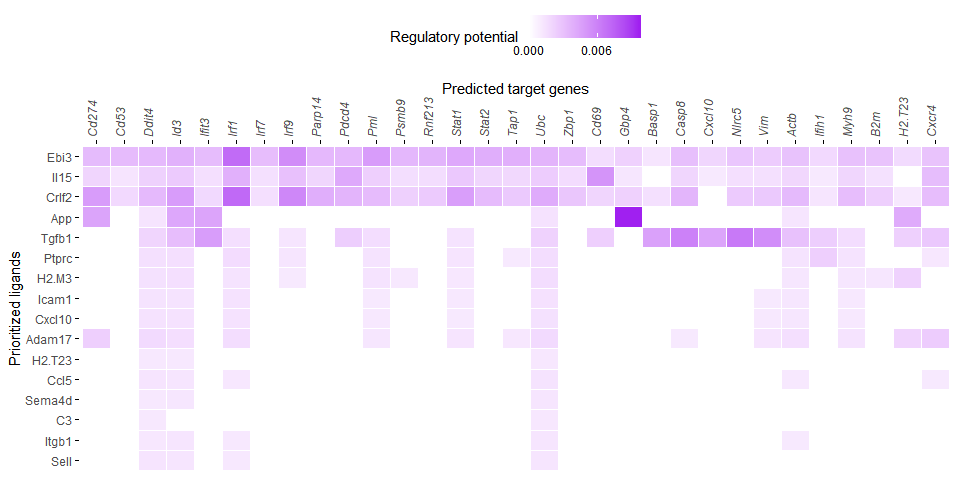 Regulatory potential
0.000 0.006
Predicted target genes
Cd274 Cd53 Ddit4 Id3 Ifit3 Irf1 Irf7 Irf9 Parp14 Pdcd4 Pml Psmb9 Rnf213 Stat1 Stat2 Tap1 Ubc Zbp1 Cd69 Gbp4 Basp1 Casp8 Cxcl10 Nlrc5 Vim Actb Ifih1 Myh9 B2m H2.T23 Cxcr4
Prioritized ligands
Ebi3
Il15
Crlf2
App
Tgfb1
Ptprc
H2.M3
Icam1
Cxcl10
Adam17
H2.T23
Ccl5
Sema4d
C3
Itgb1
Sell